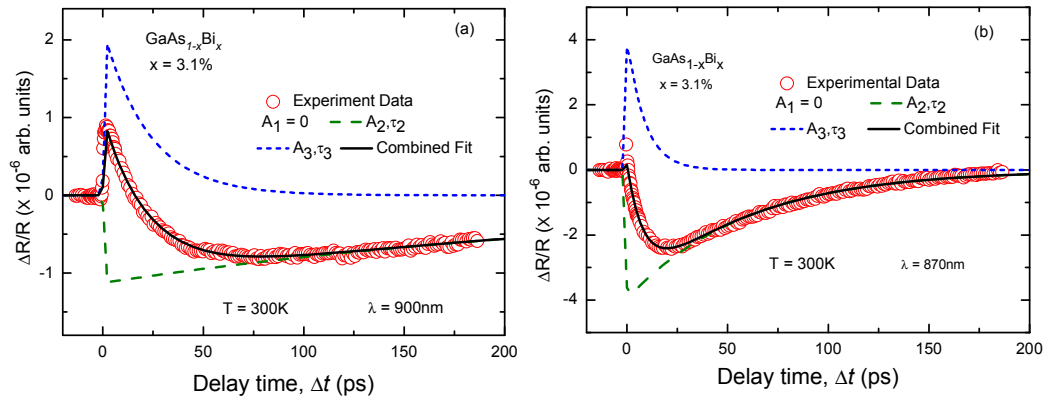 (a)
GaAs1-xBix
x = 3.1%
Experiment Data
A1 = 0 A2,τ2
A3,τ3 Combined Fit
T = 300K λ = 900nm
ΔR/R (x 10-6 arb. units)
2
1
0
-1
0 50 100 150 200
Delay time, Δt (ps)
(b)
GaAs1-xBix
x = 3.1%
Experimental Data
A1 = 0 A2,τ2
A3,τ3 Combined Fit
T = 300K λ = 870nm
ΔR/R (x 10-6 arb. units)
4
2
0
-2
-4
0 50 100 150 200
Delay time, Δt (ps)